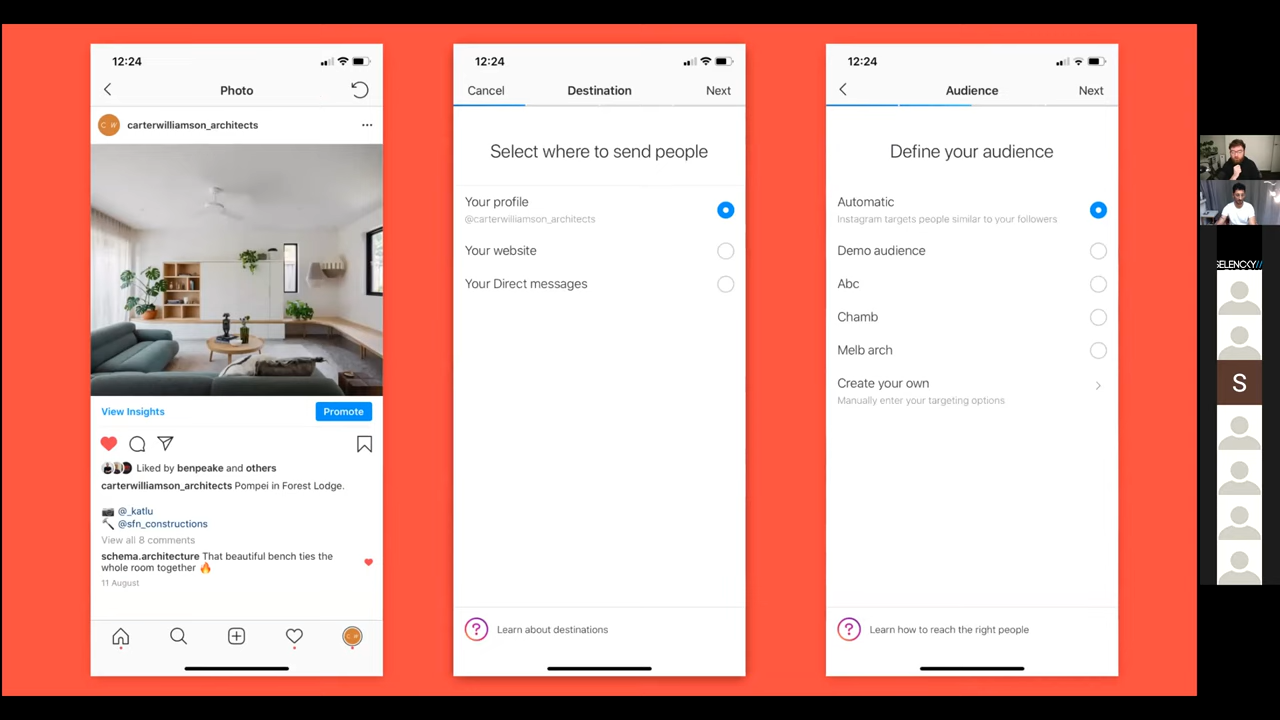 12:24
Photo
carterwilliamson_architects
View Insights
Promote
Liked by benpeake and others
carterwilliamson_architects Pompei in Forest Lodge.
@_katlu
@sfn_constructions
View all 8 comments
schema.architecture That beautiful bench ties the
whole room together 🔥
11 August
12:24
Cancel
Destination
Next
Select where to send people
Your profile
@carterwilliamson_architects
Your website
Your Direct messages
Learn about destinations
12:24
Audience
Next
Define your audience
Automatic
Instagram targets people similar to your followers
Demo audience
Abc
Chamb
Melb arch
Create your own
Manually enter your targeting options
Learn how to reach the right people
S